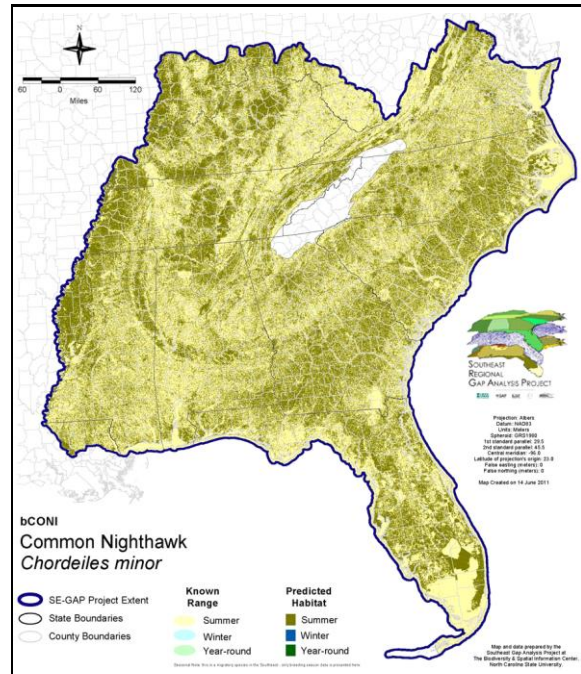 N
60 0 60 120
Miles
SOUTHEAST
REGIONAL
GAP ANALYSIS PROJECT
Projection: Albers
Datum: NAD83
Units: Meters
Spheroid: GRS1980
1st standard parallel: 29.5
2nd standard parallel: 45.5
Central meridian: -96.0
Latitude of projection's origin: 23.0
False easting (meters): 0
False northing (meters): 0
Map Created on 14 June 2011
bCONI
Common Nighthawk
Chordeiles minor
SE-GAP Project Extent
State Boundaries
County Boundaries
Known
Range
Summer
Winter
Year-round
Predicted
Habitat
Summer
Winter
Year-round
Map and data prepared by the
Southeast Gap Analysis Project at
The Biodiversity & Spatial Information Center,
North Carolina State University.